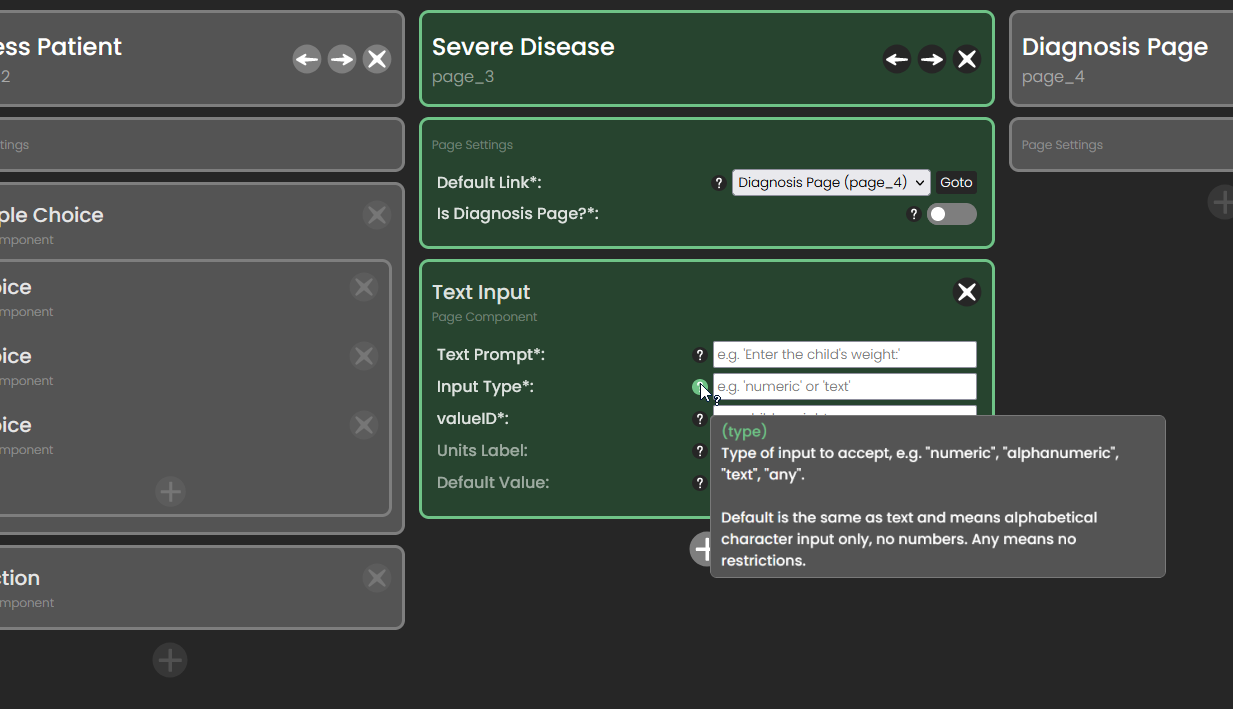 ess Patient
2
ttings
ple Choice
mponent
oice
mponent
oice
mponent
oice
mponent
ction
mponent
Severe Disease
page_3
Page Settings
Default Link*:
? Diagnosis Page (page_4) Goto
Is Diagnosis Page?*:
?
Text Input
Page Component
Text Prompt*:
? e.g. 'Enter the child's weight:'
Input Type*:
? e.g. 'numeric' or 'text'
valueID*:
?
Units Label:
?
Default Value:
?
(type)
Type of input to accept, e.g. "numeric", "alphanumeric",
"text", "any".
Default is the same as text and means alphabetical
character input only, no numbers. Any means no
restrictions.
Diagnosis Page
page_4
Page Settings